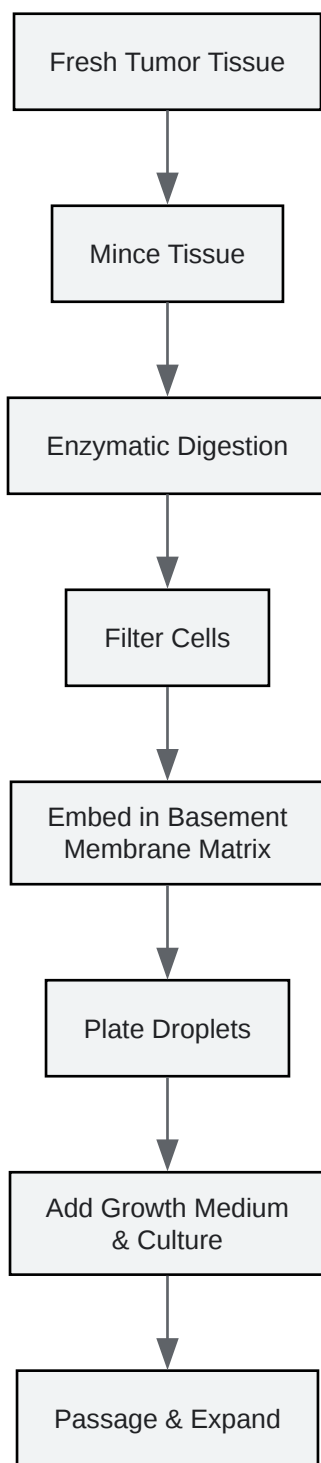 Fresh Tumor Tissue
Mince Tissue
Enzymatic Digestion
Filter Cells
Embed in Basement
Membrane Matrix
Plate Droplets
Add Growth Medium
& Culture
Passage & Expand